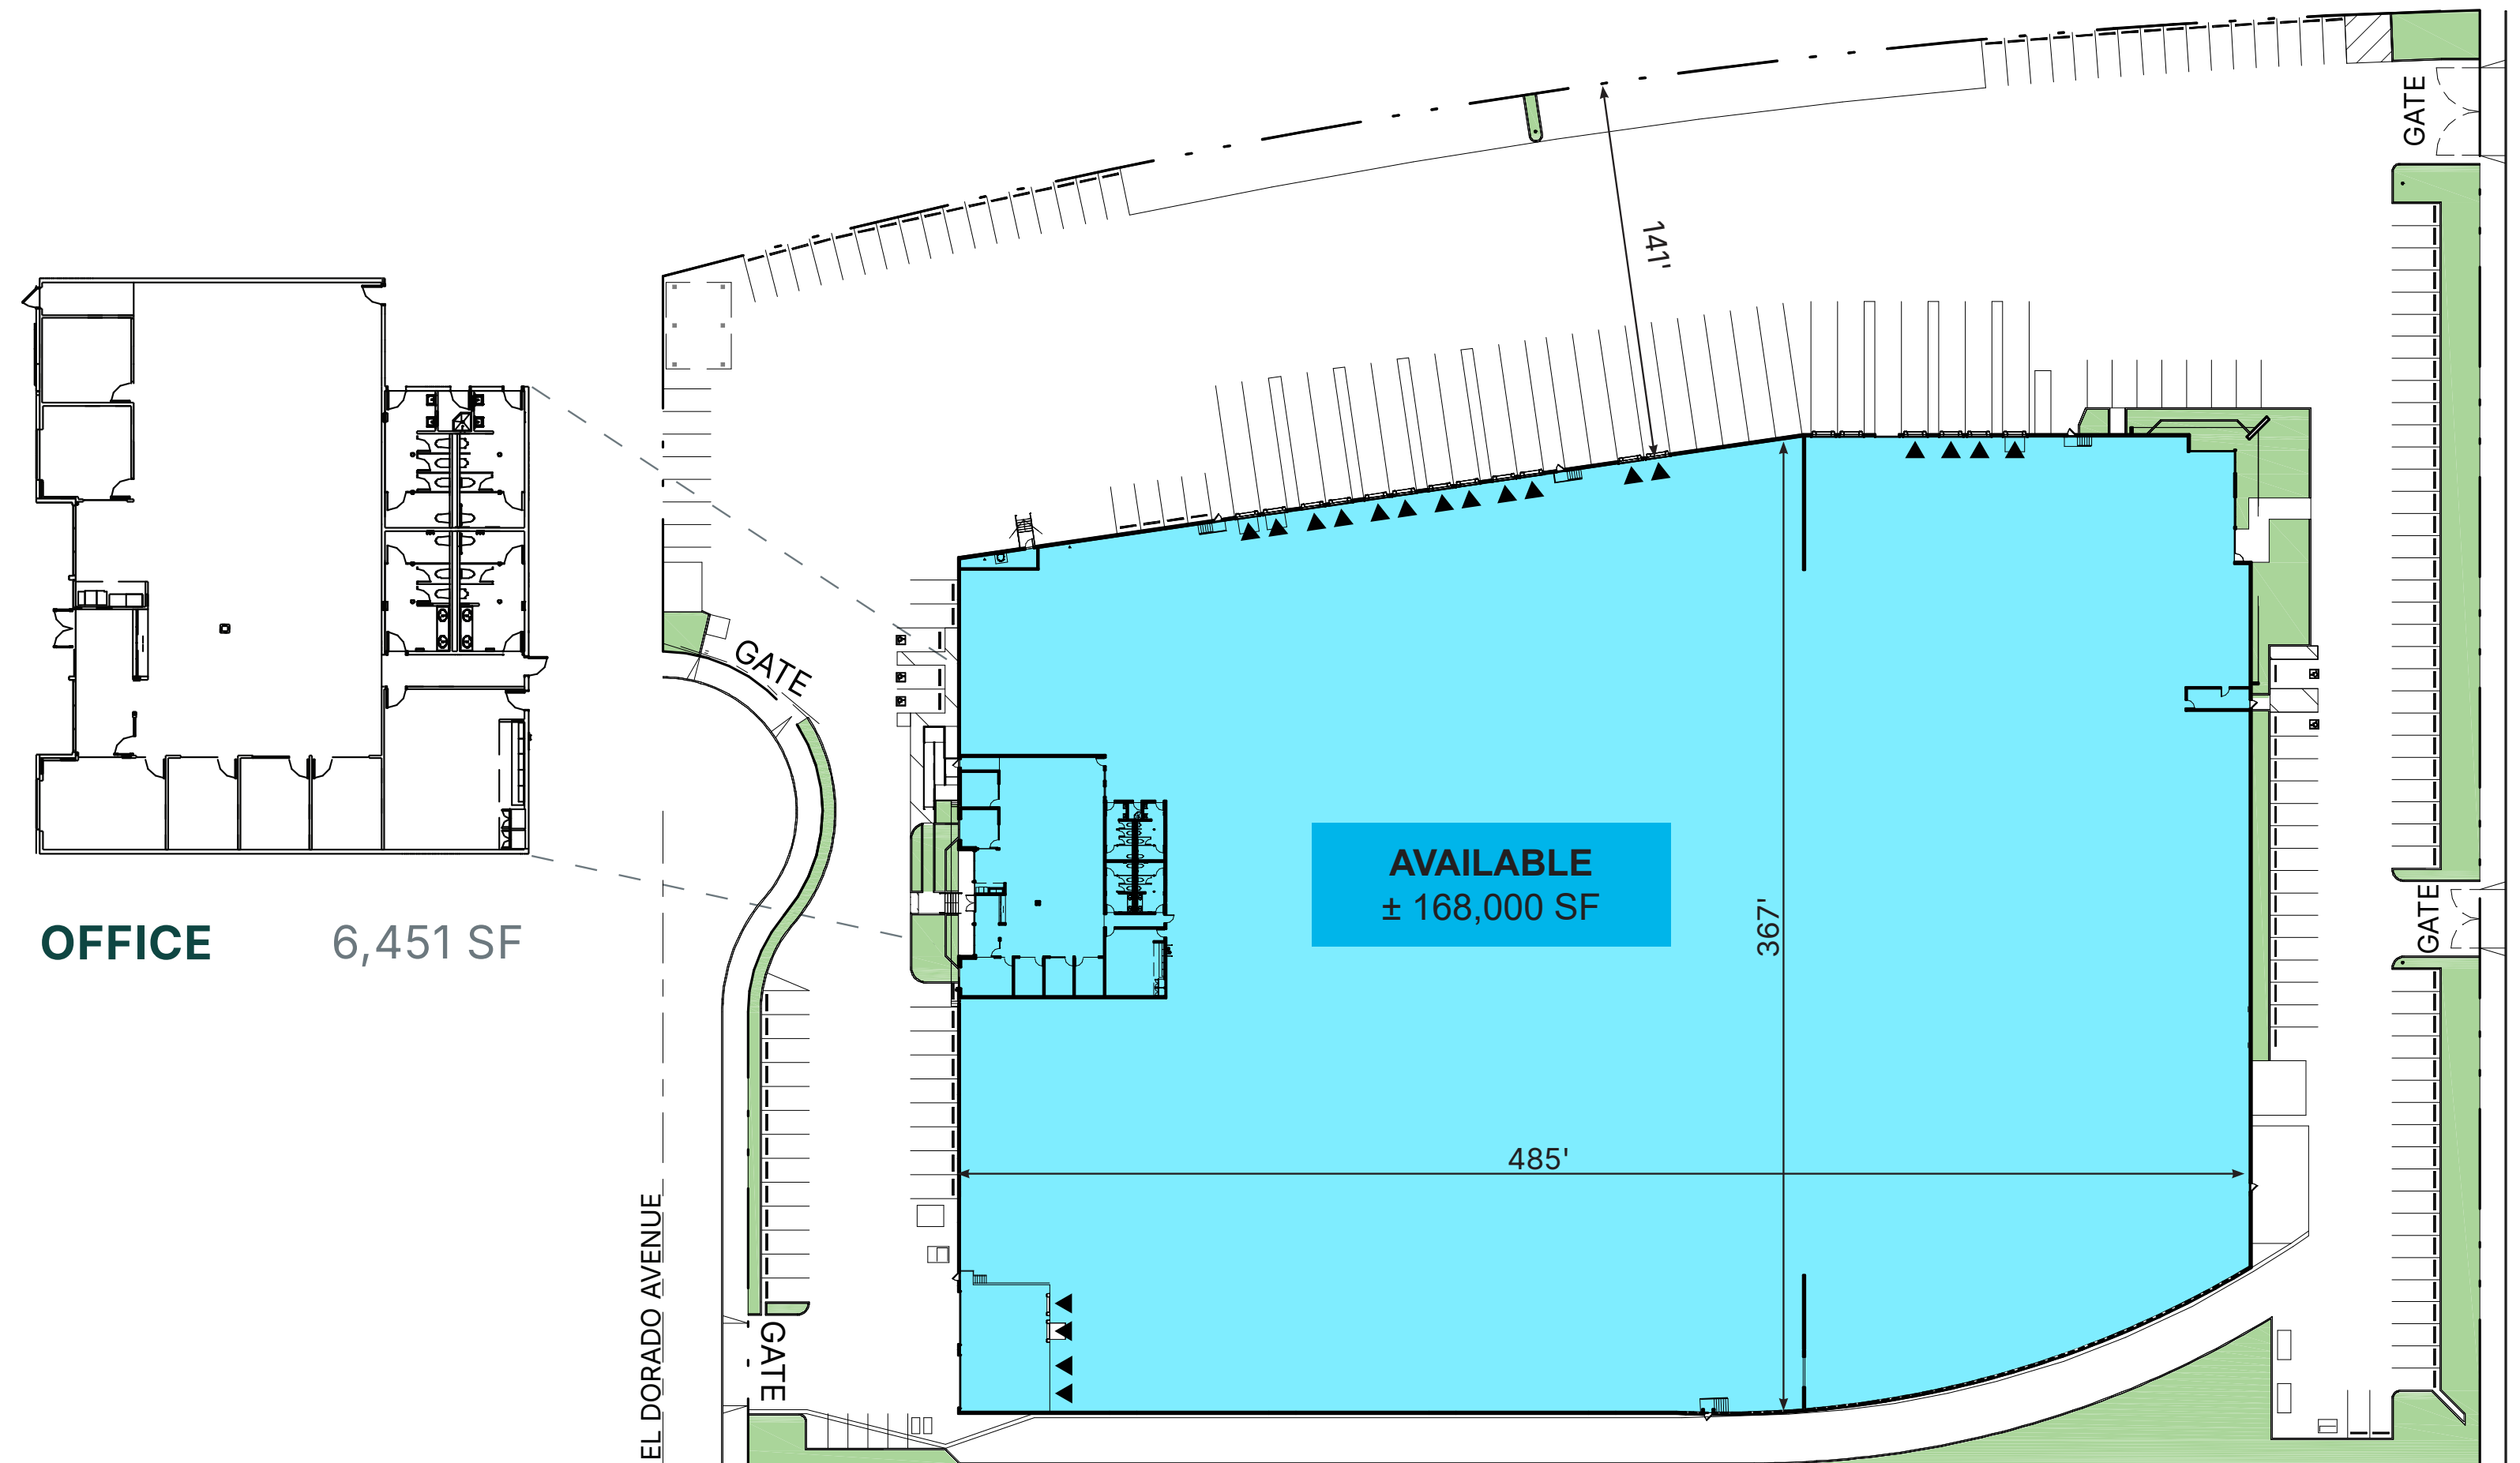 GATE
141'
GATE
AVAILABLE
± 168,000 SF
367'
GATE
OFFICE 6,451 SF
485'
EL DORADO AVENUE
GATE